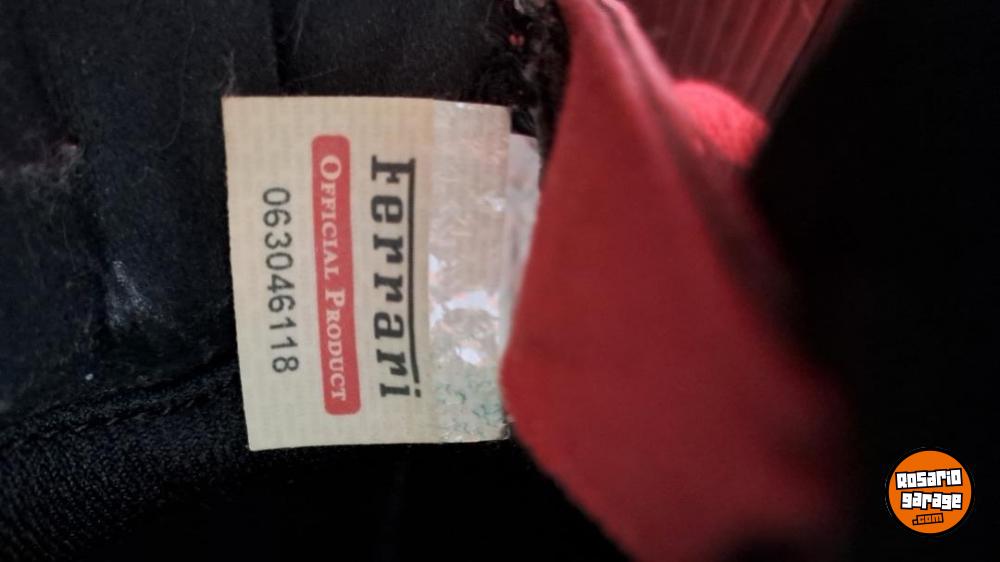 Ferrari
OFFICIAL PRODUCT
063046118
Rosario
garage
.com